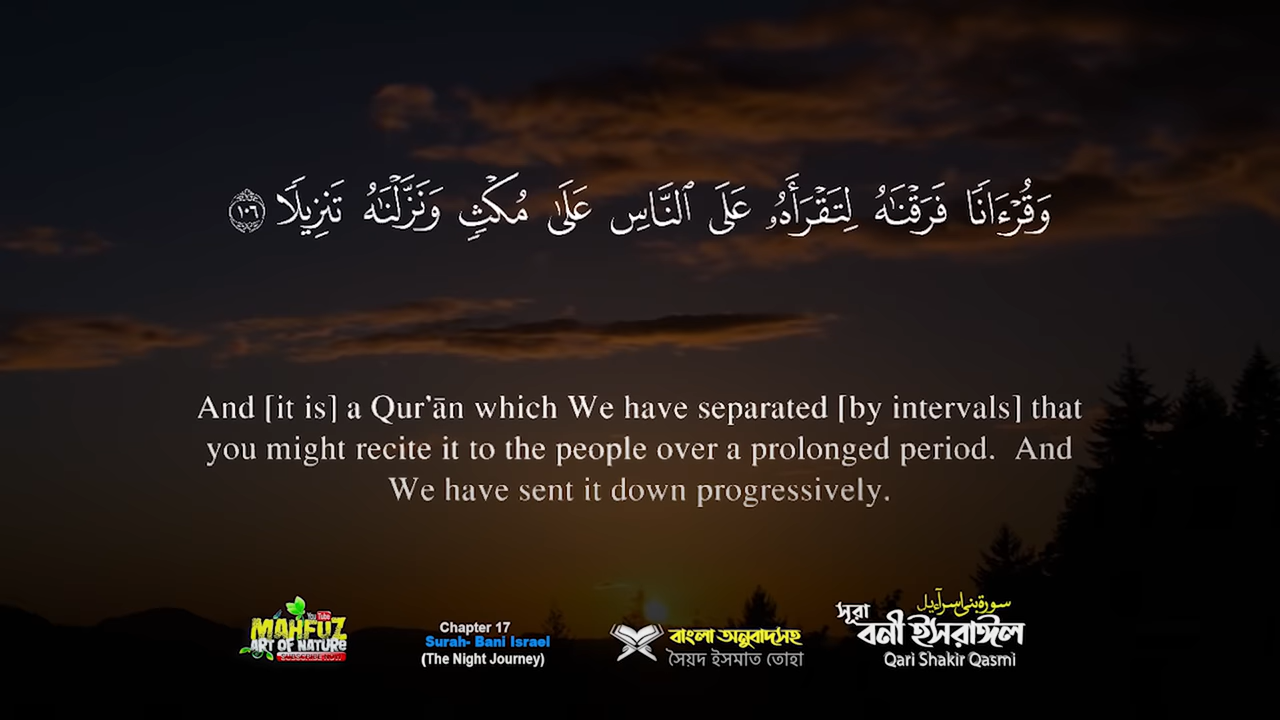 وَقُرْءَانًا فَرَقْنَٰهُ لِتَقْرَأَهُۥ عَلَى ٱلنَّاسِ عَلَىٰ مُكْثٍ وَنَزَّلْنَٰهُ تَنزِيلًا ١٠٦
And [it is] a Qur’ān which We have separated [by intervals] that
you might recite it to the people over a prolonged period. And
We have sent it down progressively.
You Tube
MAHFUZ
ART OF NATURE
Chapter 17
Surah- Bani Israel
(The Night Journey)
বাংলা অনুবাদসহ
সৈয়দ ইসমাত তোহা
سورة بنی اسرآءیل
সূরা
বনী ইসরাঈল
Qari Shakir Qasmi